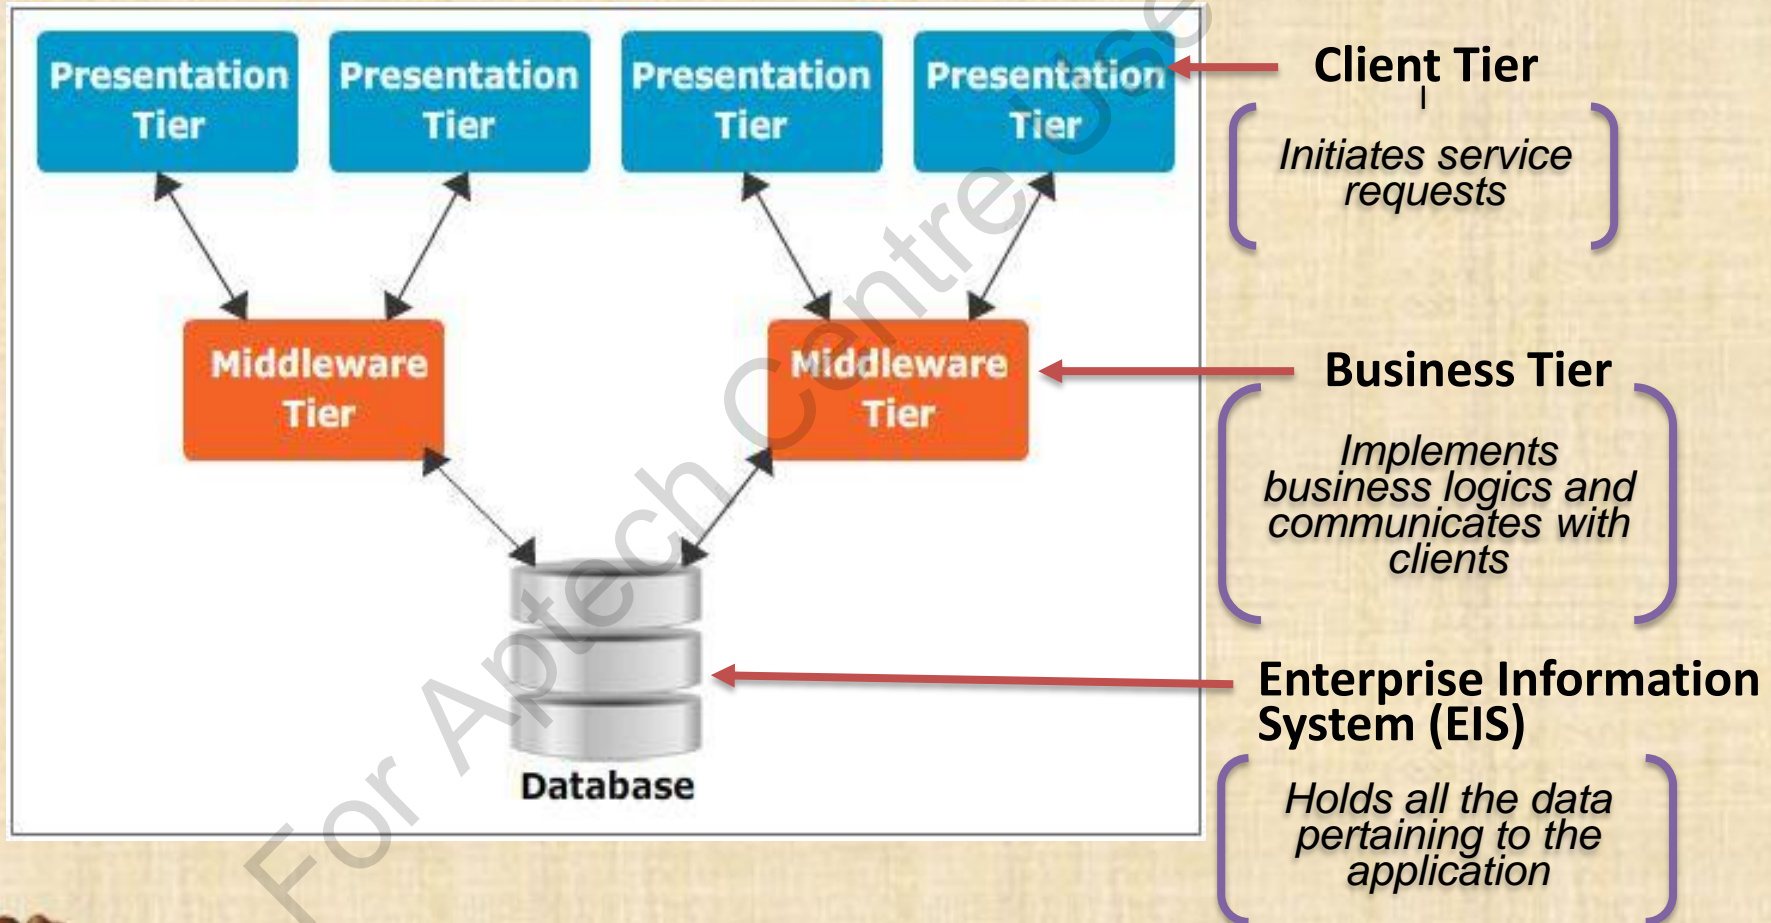 Presentation
Tier
Presentation
Tier
Presentation
Tier
Presentation
Tier
Middleware
Tier
Middleware
Tier
Database
Client Tier
Initiates service
requests
Business Tier
Implements
business logics and
communicates with
clients
Enterprise Information
System (EIS)
Holds all the data
pertaining to the
application
For Aptech Centre Use